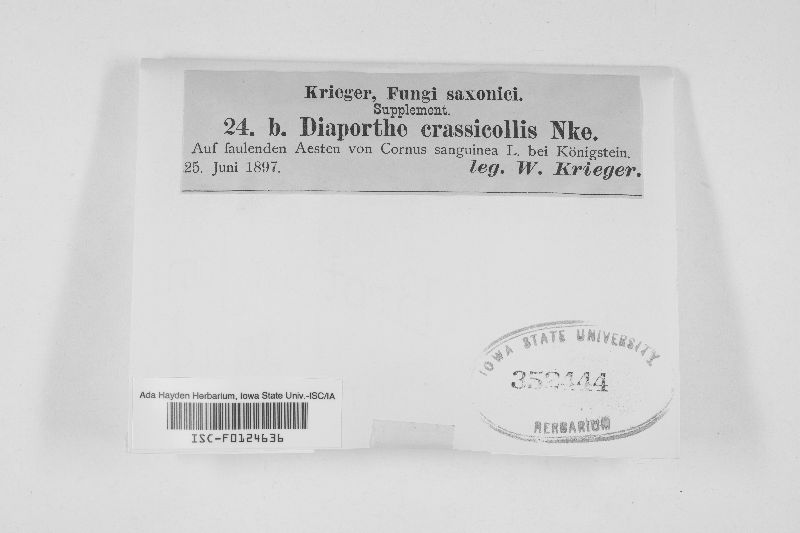 Krieger, Fungi saxonici.
Supplement.
24. b. Diaporthe crassicollis Nke.
Auf faulenden Aesten von Cornus sanguinea L. bei Königstein.
25. Juni 1897. leg. W. Krieger.
IOWA STATE UNIVERSITY
352444
HERBARIUM
Ada Hayden Herbarium, Iowa State Univ.-ISC/IA
ISC-F0124636